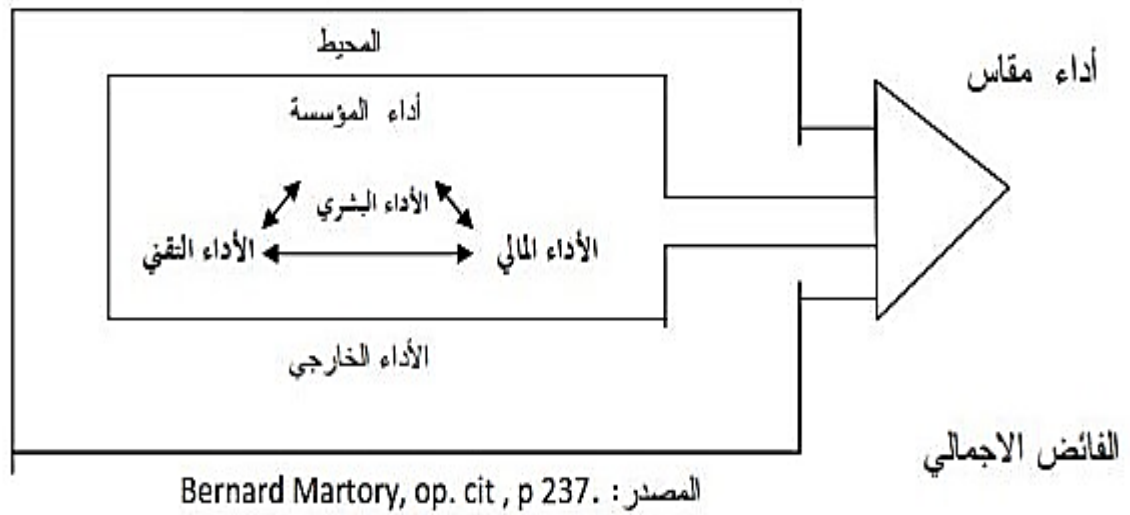 المحيط
أداء مقاس
أداء المؤسسة
الأداء البشري
الأداء المالي
الأداء التقني
الأداء الخارجي
الفائض الاجمالي
المصدر : Bernard Martory, op. cit , p 237.